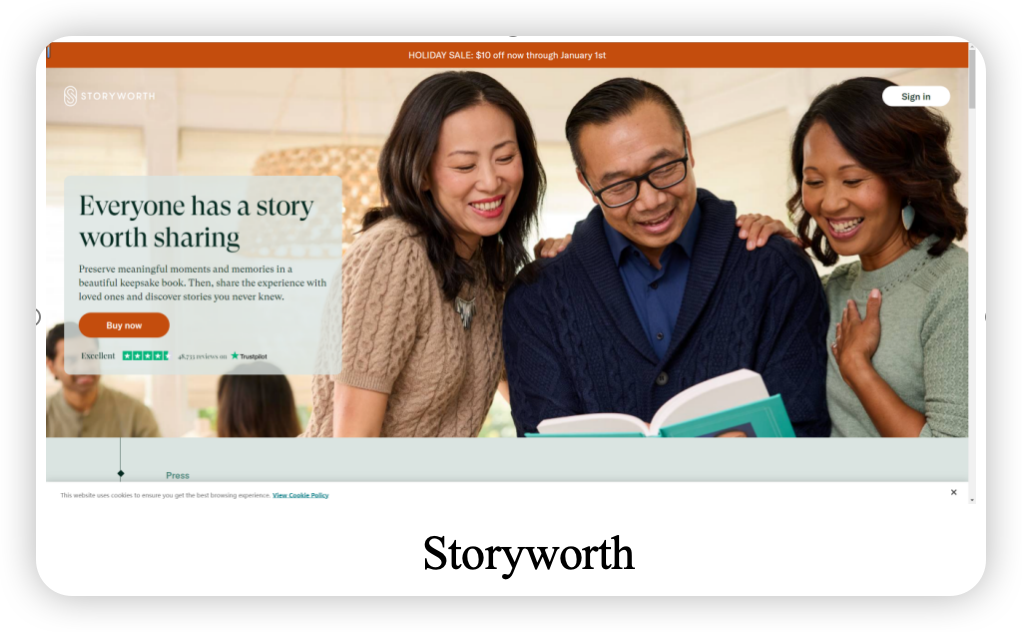 HOLIDAY SALE: $10 off now through January 1st
STORYWORTH
Sign in
Everyone has a story
worth sharing
Preserve meaningful moments and memories in a
beautiful keepsake book. Then, share the experience with
loved ones and discover stories you never knew.
Buy now
Excellent reviews on Trustpilot
Press
This website uses cookies to ensure you get the best browsing experience. View Cookie Policy
Storyworth